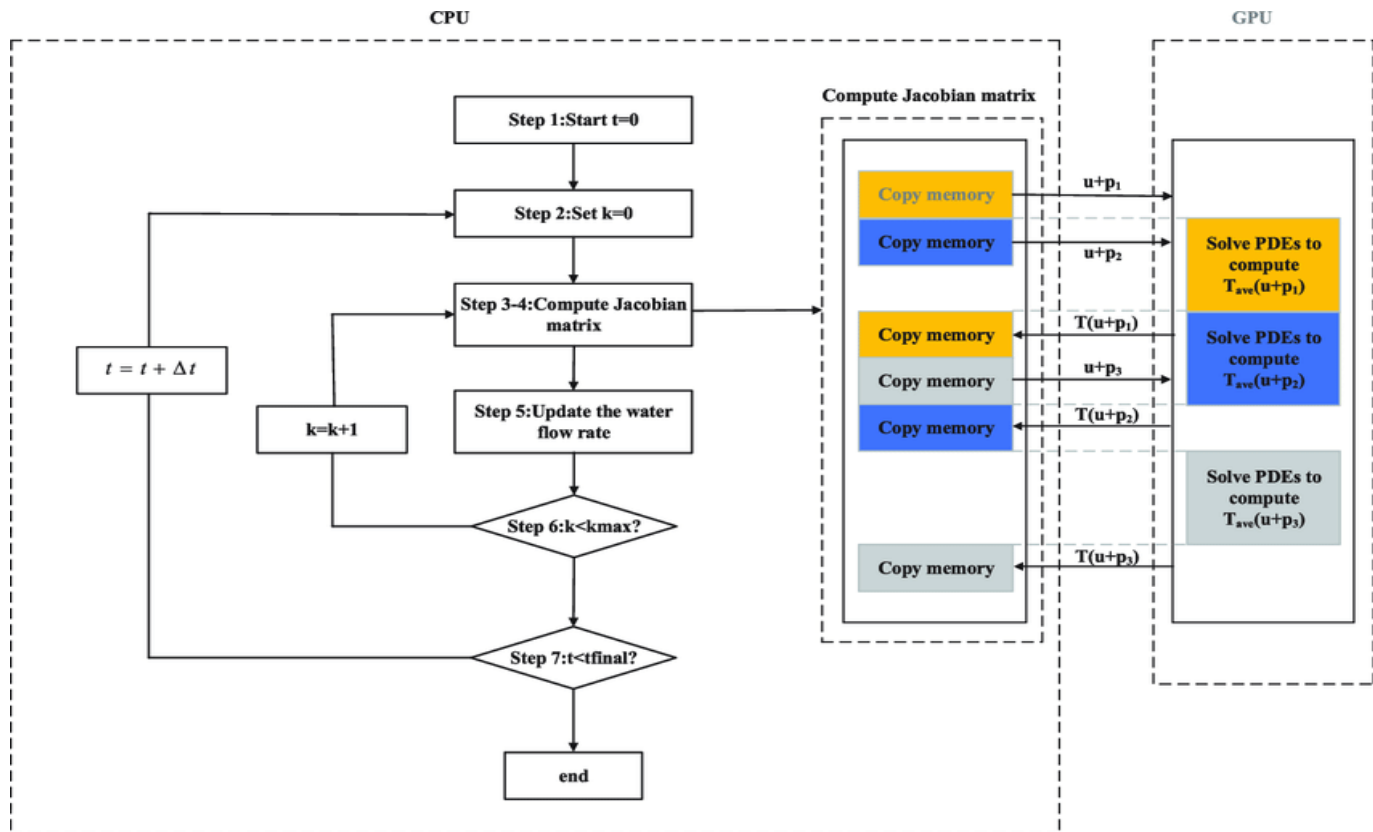 CPU
GPU
Step 1:Start t=0
Step 2:Set k=0
Step 3-4:Compute Jacobian
matrix
Step 5:Update the water
flow rate
Step 6:k<kmax?
Step 7:t<tfinal?
end
k=k+1
t = t + Δt
Compute Jacobian matrix
Copy memory
Copy memory
Copy memory
Copy memory
Copy memory
Copy memory
u+p₁
u+p₂
T(u+p₁)
u+p₃
T(u+p₂)
T(u+p₃)
Solve PDEs to
compute
Tₐᵥₑ(u+p₁)
Solve PDEs to
compute
Tₐᵥₑ(u+p₂)
Solve PDEs to
compute
Tₐᵥₑ(u+p₃)